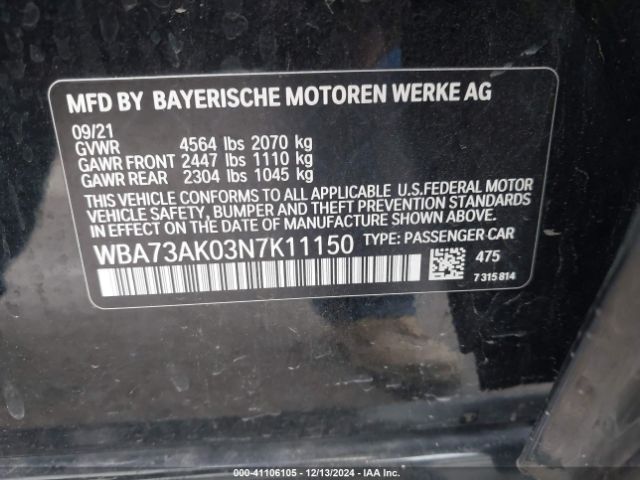 MFD BY BAYERISCHE MOTOREN WERKE AG
09/21
GVWR 4564 lbs 2070 kg
GAWR FRONT 2447 lbs 1110 kg
GAWR REAR 2304 lbs 1045 kg
THIS VEHICLE CONFORMS TO ALL APPLICABLE U.S.FEDERAL MOTOR
VEHICLE SAFETY, BUMPER AND THEFT PREVENTION STANDARDS
IN EFFECT ON THE DATE OF MANUFACTURE SHOWN ABOVE.
WBA73AK03N7K11150 TYPE: PASSENGER CAR
475
7 315 814
000-41106105 - 12/13/2024 - IAA Inc.